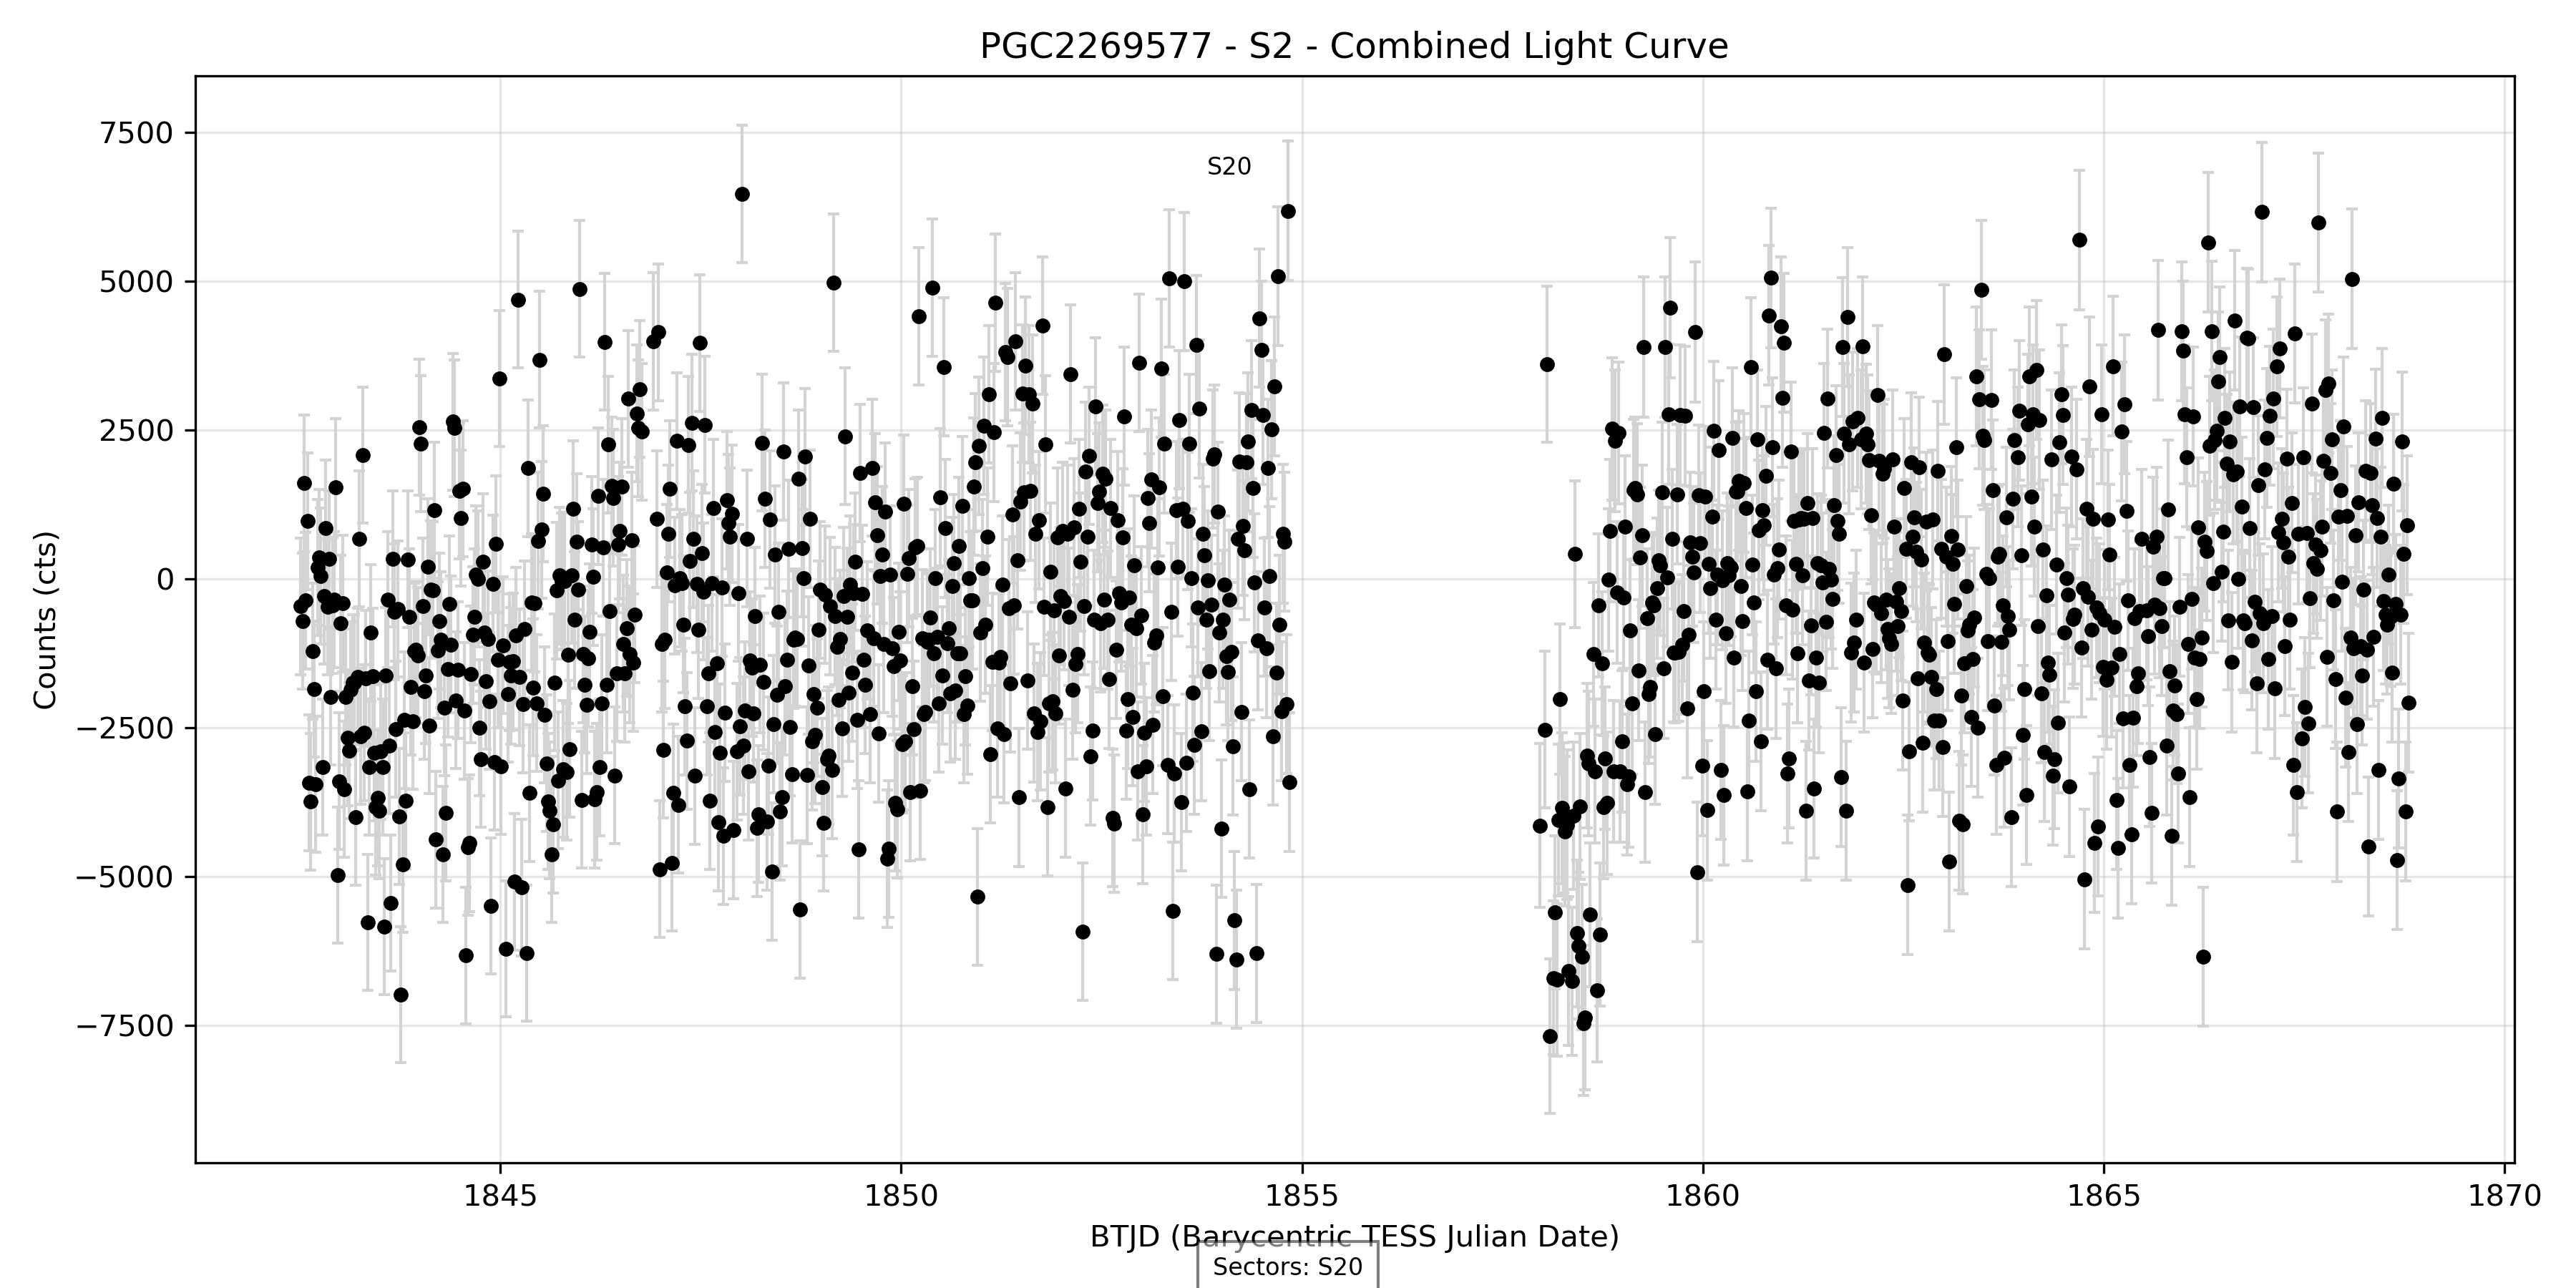 PGC2269577 - S2 - Combined Light Curve
7500
5000
2500
0
−2500
−5000
−7500
Counts (cts)
S20
1845
1850
1855
1860
1865
1870
BTJD (Barycentric TESS Julian Date)
Sectors: S20